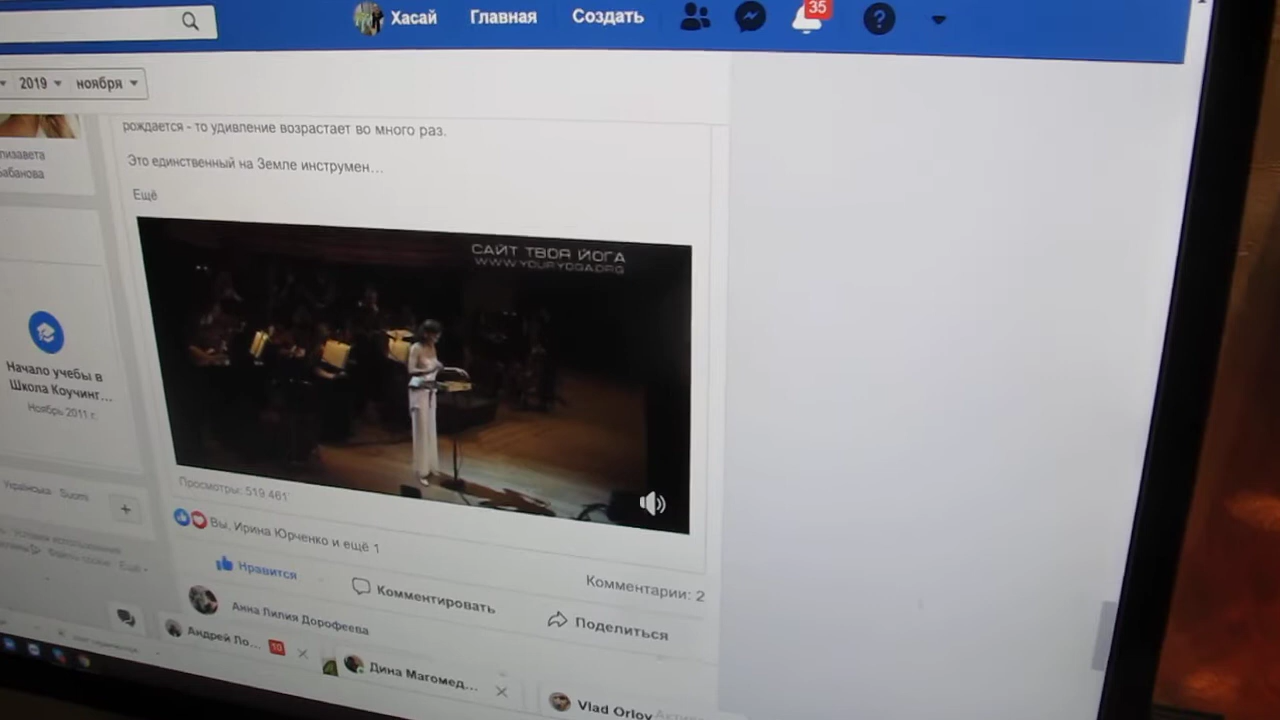 Хасай
Главная
Создать
35
?
2019
ноября
рождается - то удивление возрастает во много раз.
Это единственный на Земле инструмен...
Ещё
САЙТ ТВОЯ ЙОГА
WWW.YOURYOGA.ORG
Начало учебы в
Школа Коучинг...
Ноябрь 2011 г.
Українська Suomi
+
Просмотры: 519 461
Вы, Ирина Юрченко и ещё 1
Комментарии: 2
Нравится
Комментировать
Поделиться
Анна Лилия Дорофеева
Андрей По...
10
Дина Магомед...
Vlad Orlov